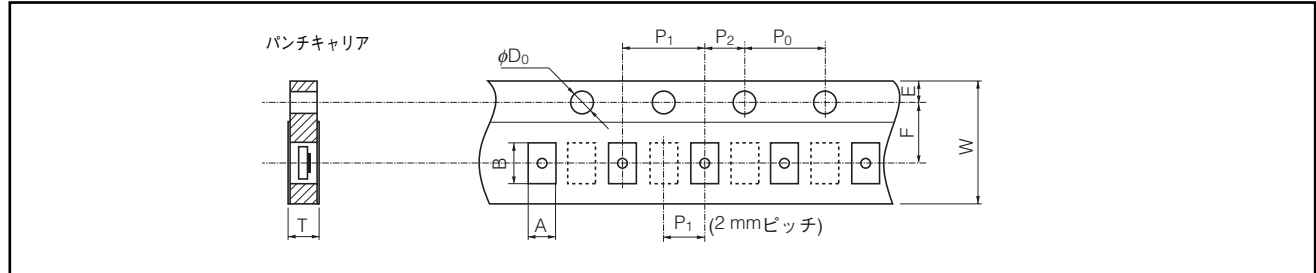 パンチキャリア
P₁ P₂ P₀
φD₀
E
F
W
B
A
T
P₁ (2 mmピッチ)